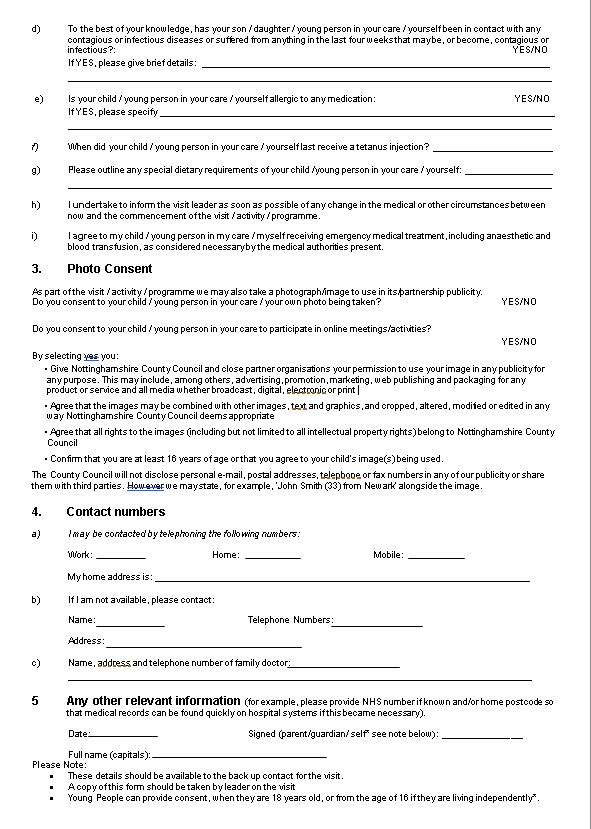 d) To the best of your knowledge, has your son / daughter / young person in your care / yourself been in contact with any
contagious or infectious diseases or suffered from anything in the last four weeks that may be, or become, contagious or
infectious?: YES/NO
If YES, please give brief details:
e) Is your child / young person in your care / yourself allergic to any medication: YES/NO
If YES, please specify
f) When did your child / young person in your care / yourself last receive a tetanus injection?
g) Please outline any special dietary requirements of your child /young person in your care / yourself:
h) I undertake to inform the visit leader as soon as possible of any change in the medical or other circumstances between
now and the commencement of the visit / activity / programme.
i) I agree to my child / young person in my care / myself receiving emergency medical treatment, including anaesthetic and
blood transfusion, as considered necessary by the medical authorities present.
3. Photo Consent
As part of the visit / activity / programme we may also take a photograph/image to use in its/partnership publicity.
Do you consent to your child / young person in your care / your own photo being taken? YES/NO
Do you consent to your child / young person in your care to participate in online meetings/activities?
YES/NO
By selecting yes you:
• Give Nottinghamshire County Council and close partner organisations your permission to use your image in any publicity for
any purpose. This may include, among others, advertising, promotion, marketing, web publishing and packaging for any
product or service and all media whether broadcast, digital, electronic or print
• Agree that the images may be combined with other images, text and graphics, and cropped, altered, modified or edited in any
way Nottinghamshire County Council deems appropriate
• Agree that all rights to the images (including but not limited to all intellectual property rights) belong to Nottinghamshire County
Council
• Confirm that you are at least 16 years of age or that you agree to your child's image(s) being used.
The County Council will not disclose personal e-mail, postal addresses, telephone or fax numbers in any of our publicity or share
them with third parties. However we may state, for example, 'John Smith (33) from Newark' alongside the image.
4. Contact numbers
a) I may be contacted by telephoning the following numbers:
Work: Home: Mobile:
My home address is:
b) If I am not available, please contact:
Name: Telephone Numbers:
Address:
c) Name, address and telephone number of family doctor:
5 Any other relevant information (for example, please provide NHS number if known and/or home postcode so
that medical records can be found quickly on hospital systems if this became necessary).
Date: Signed (parent/guardian/ self* see note below):
Full name (capitals):
Please Note:
• These details should be available to the back up contact for the visit.
• A copy of this form should be taken by leader on the visit
• Young People can provide consent, when they are 18 years old, or from the age of 16 if they are living independently*.